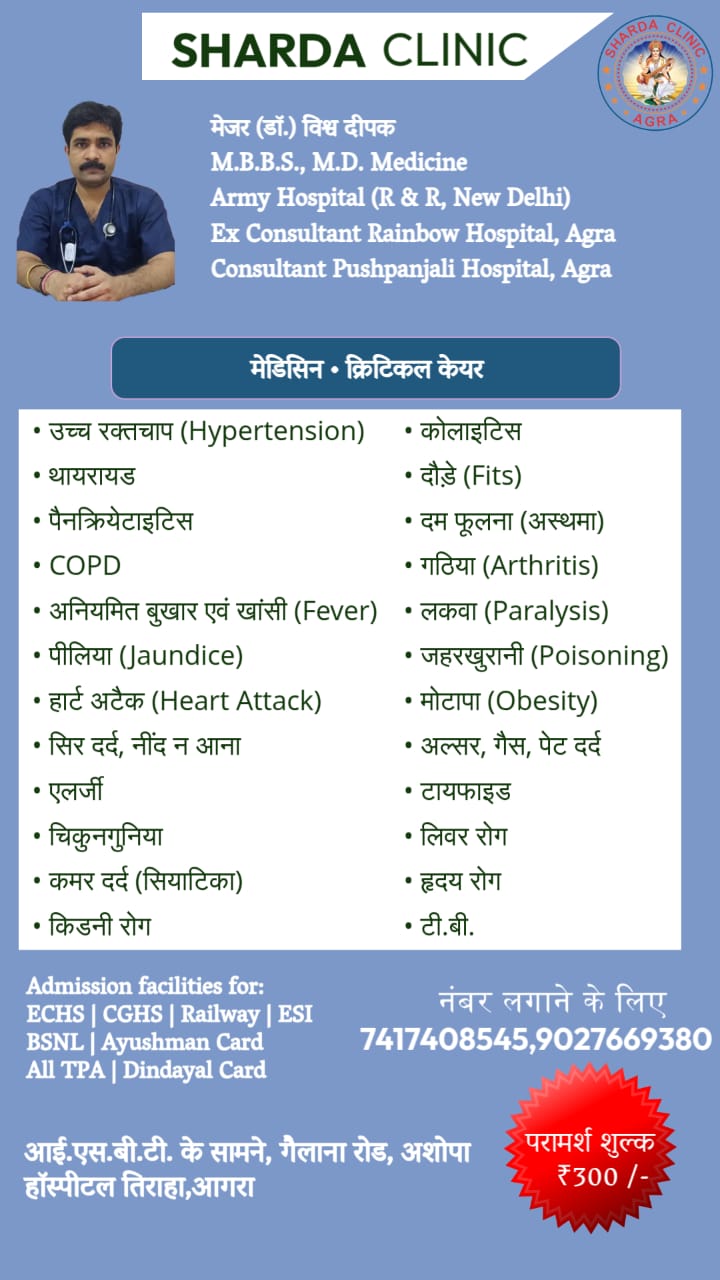 SHARDA CLINIC
SHARDA CLINIC
AGRA
मेजर (डॉ.) विश्व दीपक
M.B.B.S., M.D. Medicine
Army Hospital (R & R, New Delhi)
Ex Consultant Rainbow Hospital, Agra
Consultant Pushpanjali Hospital, Agra
मेडिसिन • क्रिटिकल केयर
• उच्च रक्तचाप (Hypertension)
• थायरायड
• पैनक्रियेटाइटिस
• COPD
• अनियमित बुखार एवं खांसी (Fever)
• पीलिया (Jaundice)
• हार्ट अटैक (Heart Attack)
• सिर दर्द, नींद न आना
• एलर्जी
• चिकुनगुनिया
• कमर दर्द (सियाटिका)
• किडनी रोग
• कोलाइटिस
• दौड़े (Fits)
• दम फूलना (अस्थमा)
• गठिया (Arthritis)
• लकवा (Paralysis)
• जहरखुरानी (Poisoning)
• मोटापा (Obesity)
• अल्सर, गैस, पेट दर्द
• टायफाइड
• लिवर रोग
• हृदय रोग
• टी.बी.
Admission facilities for:
ECHS | CGHS | Railway | ESI
BSNL | Ayushman Card
All TPA | Dindayal Card
नंबर लगाने के लिए
7417408545,9027669380
आई.एस.बी.टी. के सामने, गैलाना रोड, अशोपा
हॉस्पीटल तिराहा,आगरा
परामर्श शुल्क
₹300 /-